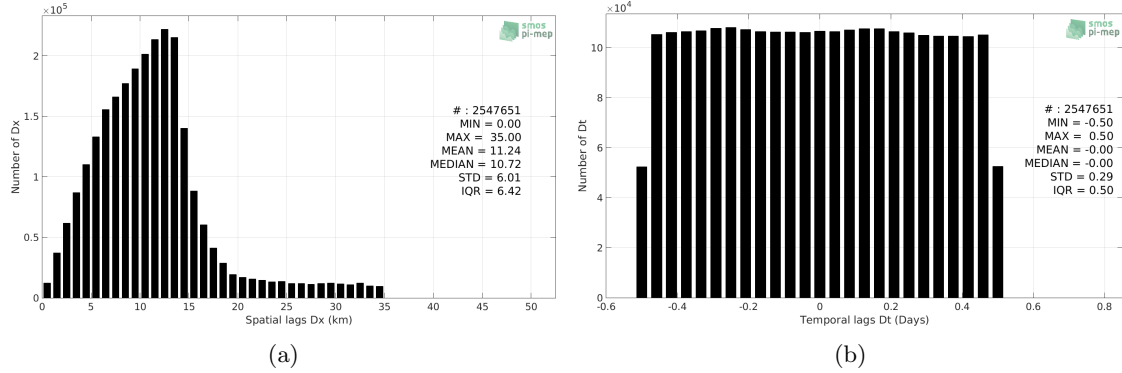 ×10⁵
2
1.5
1
0.5
0
Number of Dx
0 5 10 15 20 25 30 35 40 45 50
Spatial lags Dx (km)
smos
pi-mep
# : 2547651
MIN = 0.00
MAX = 35.00
MEAN = 11.24
MEDIAN = 10.72
STD = 6.01
IQR = 6.42
(a)
×10⁴
10
8
6
4
2
0
Number of Dt
-0.6 -0.4 -0.2 0 0.2 0.4 0.6 0.8
Temporal lags Dt (Days)
smos
pi-mep
# : 2547651
MIN = -0.50
MAX = 0.50
MEAN = -0.00
MEDIAN = -0.00
STD = 0.29
IQR = 0.50
(b)